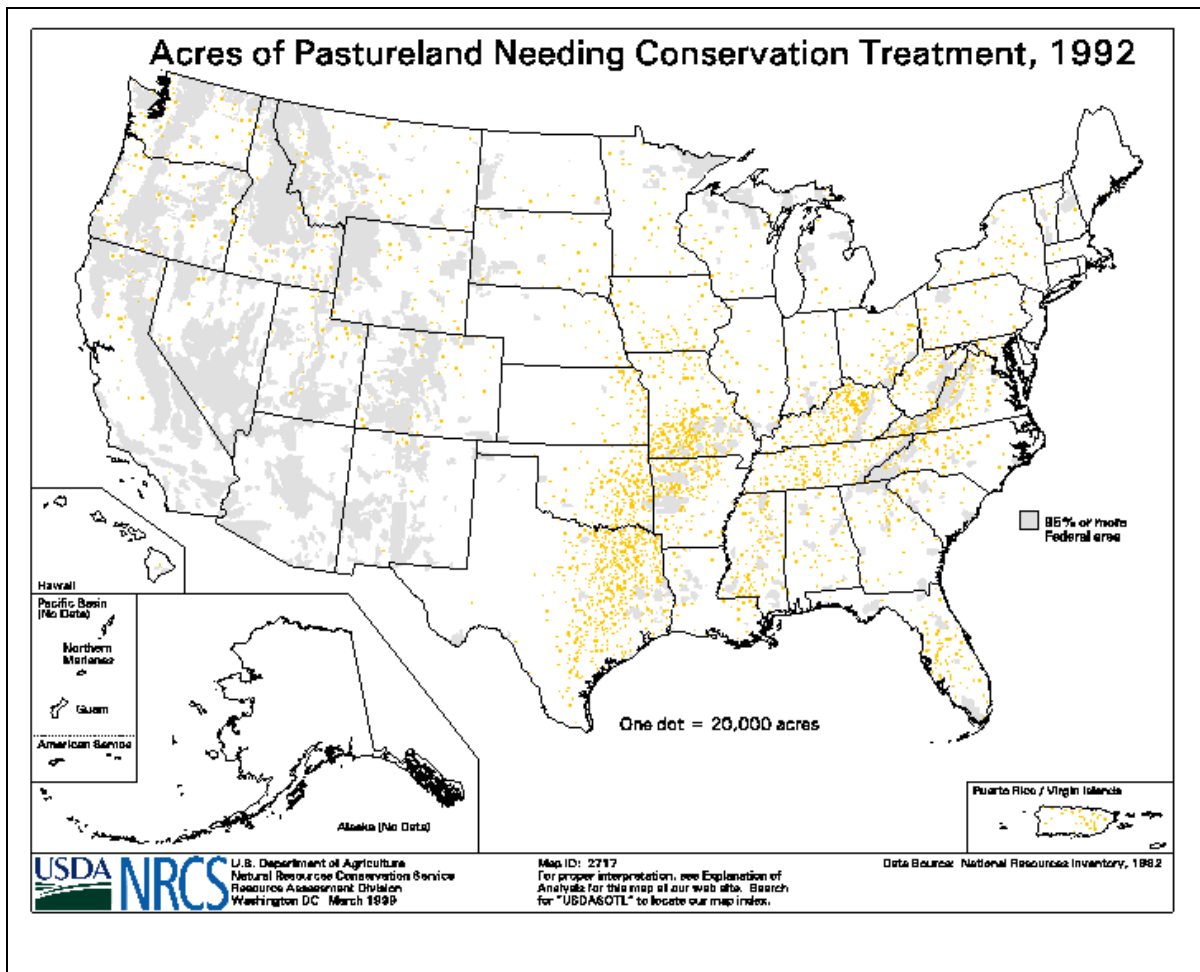 Acres of Pastureland Needing Conservation Treatment, 1992
95% or more
Federal area
Hawaii
Pacific Basin
(No Data)
Northern
Marianas
Guam
American Samoa
One dot = 20,000 acres
Alaska (No Data)
Puerto Rico / Virgin Islands
USDA
NRCS
U.S. Department of Agriculture
Natural Resources Conservation Service
Resource Assessment Division
Washington DC March 1999
Map ID: 2717
For proper interpretation, see Explanation of
Analysis for this map at our web site. Search
for "USDASOTL" to locate our map index.
Data Source: National Resources Inventory, 1992